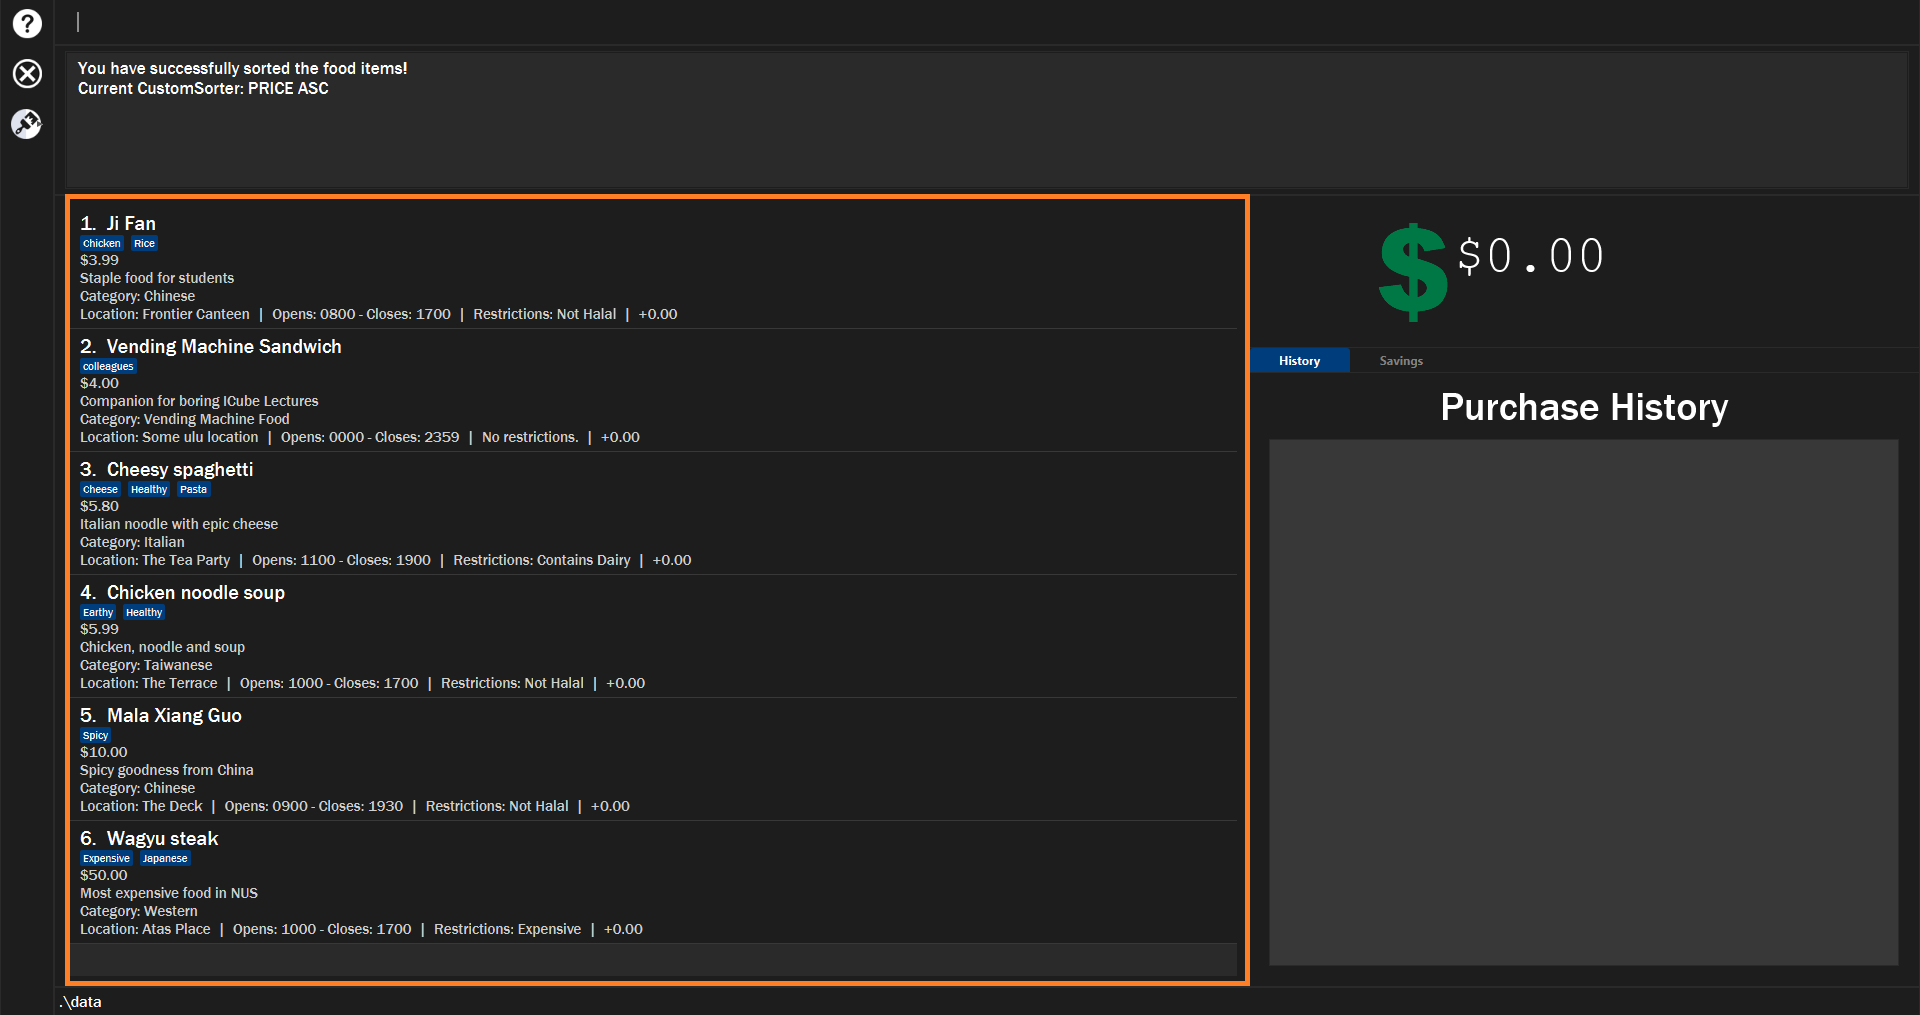 You have successfully sorted the food items!
Current CustomSorter: PRICE ASC
1. Ji Fan
Chicken Rice
$3.99
Staple food for students
Category: Chinese
Location: Frontier Canteen | Opens: 0800 - Closes: 1700 | Restrictions: Not Halal | +0.00
2. Vending Machine Sandwich
colleagues
$4.00
Companion for boring ICube Lectures
Category: Vending Machine Food
Location: Some ulu location | Opens: 0000 - Closes: 2359 | No restrictions. | +0.00
3. Cheesy spaghetti
Cheese Healthy Pasta
$5.80
Italian noodle with epic cheese
Category: Italian
Location: The Tea Party | Opens: 1100 - Closes: 1900 | Restrictions: Contains Dairy | +0.00
4. Chicken noodle soup
Earthy Healthy
$5.99
Chicken, noodle and soup
Category: Taiwanese
Location: The Terrace | Opens: 1000 - Closes: 1700 | Restrictions: Not Halal | +0.00
5. Mala Xiang Guo
Spicy
$10.00
Spicy goodness from China
Category: Chinese
Location: The Deck | Opens: 0900 - Closes: 1930 | Restrictions: Not Halal | +0.00
6. Wagyu steak
Expensive Japanese
$50.00
Most expensive food in NUS
Category: Western
Location: Atas Place | Opens: 1000 - Closes: 1700 | Restrictions: Expensive | +0.00
$ $0.00
History Savings
Purchase History
.\data